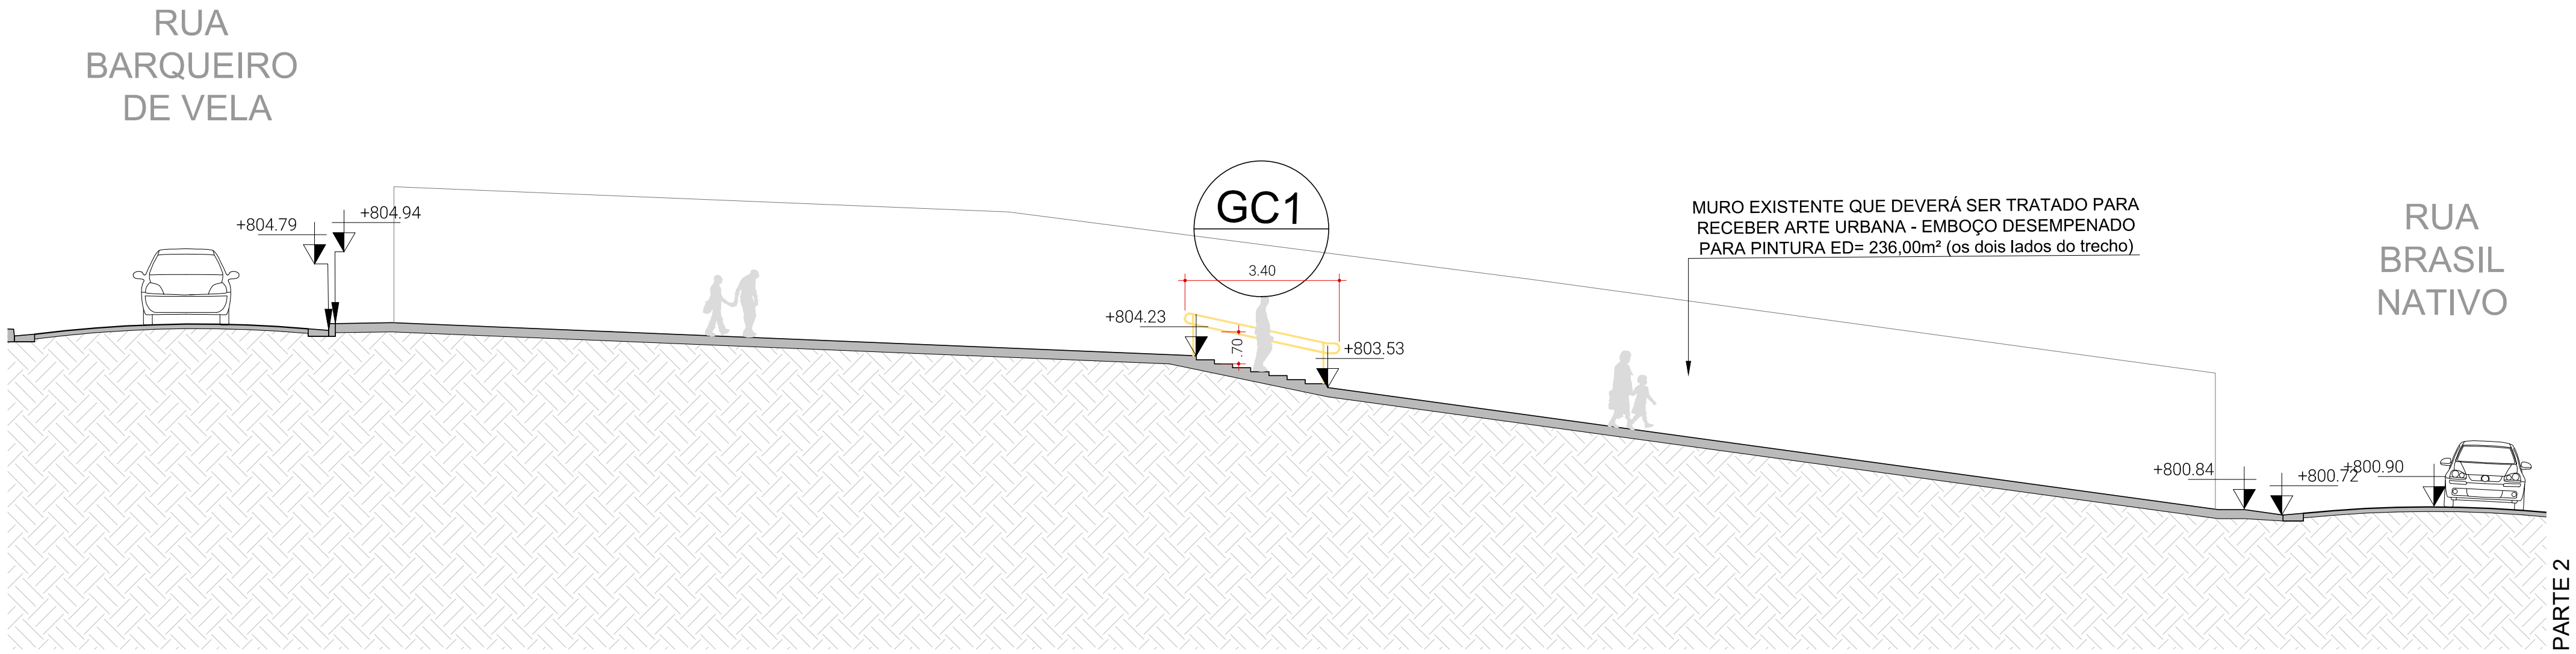 RUA
BARQUEIRO
DE VELA
+804.79
+804.94
GC1
3.40
+804.23
.70
+803.53
MURO EXISTENTE QUE DEVERÁ SER TRATADO PARA
RECEBER ARTE URBANA - EMBOÇO DESEMPENADO
PARA PINTURA ED= 236,00m² (os dois lados do trecho)
RUA
BRASIL
NATIVO
+800.84
+800.72
+800.90
PARTE 2